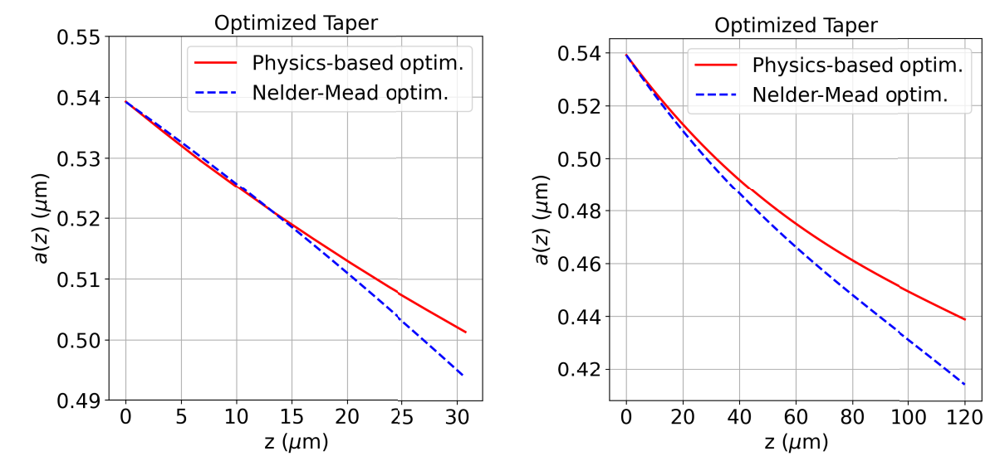 Optimized Taper
0.55
0.54
0.53
0.52
0.51
0.50
0.49
a(z) (μm)
Physics-based optim.
Nelder-Mead optim.
0 5 10 15 20 25 30
z (μm)
Optimized Taper
0.54
0.52
0.50
0.48
0.46
0.44
0.42
a(z) (μm)
Physics-based optim.
Nelder-Mead optim.
0 20 40 60 80 100 120
z (μm)